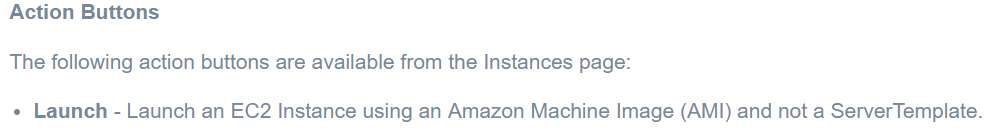 Action Buttons
The following action buttons are available from the Instances page:
• Launch - Launch an EC2 Instance using an Amazon Machine Image (AMI) and not a ServerTemplate.